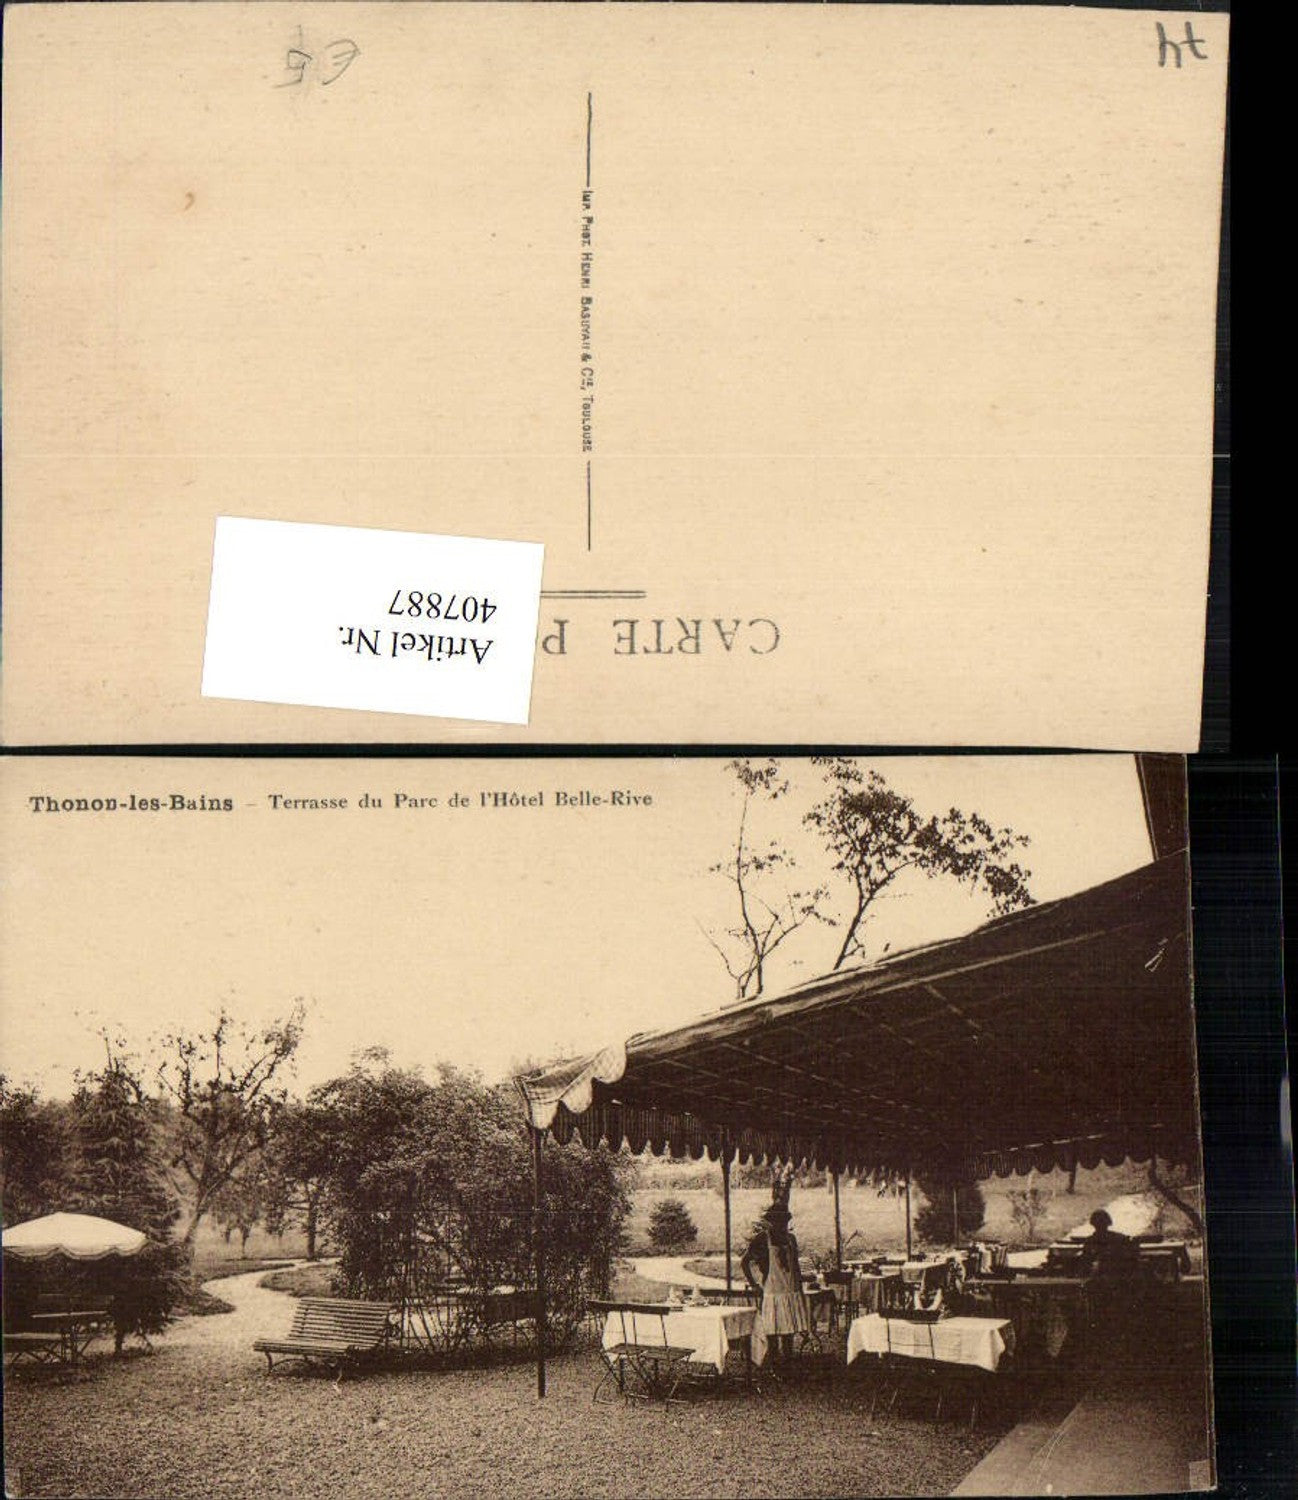 74
€5
IMP. PHOT. HENRI BASUYAU & CIE, TOULOUSE
CARTE P
Artikel Nr.
407887
Thonon-les-Bains – Terrasse du Parc de l'Hôtel Belle-Rive